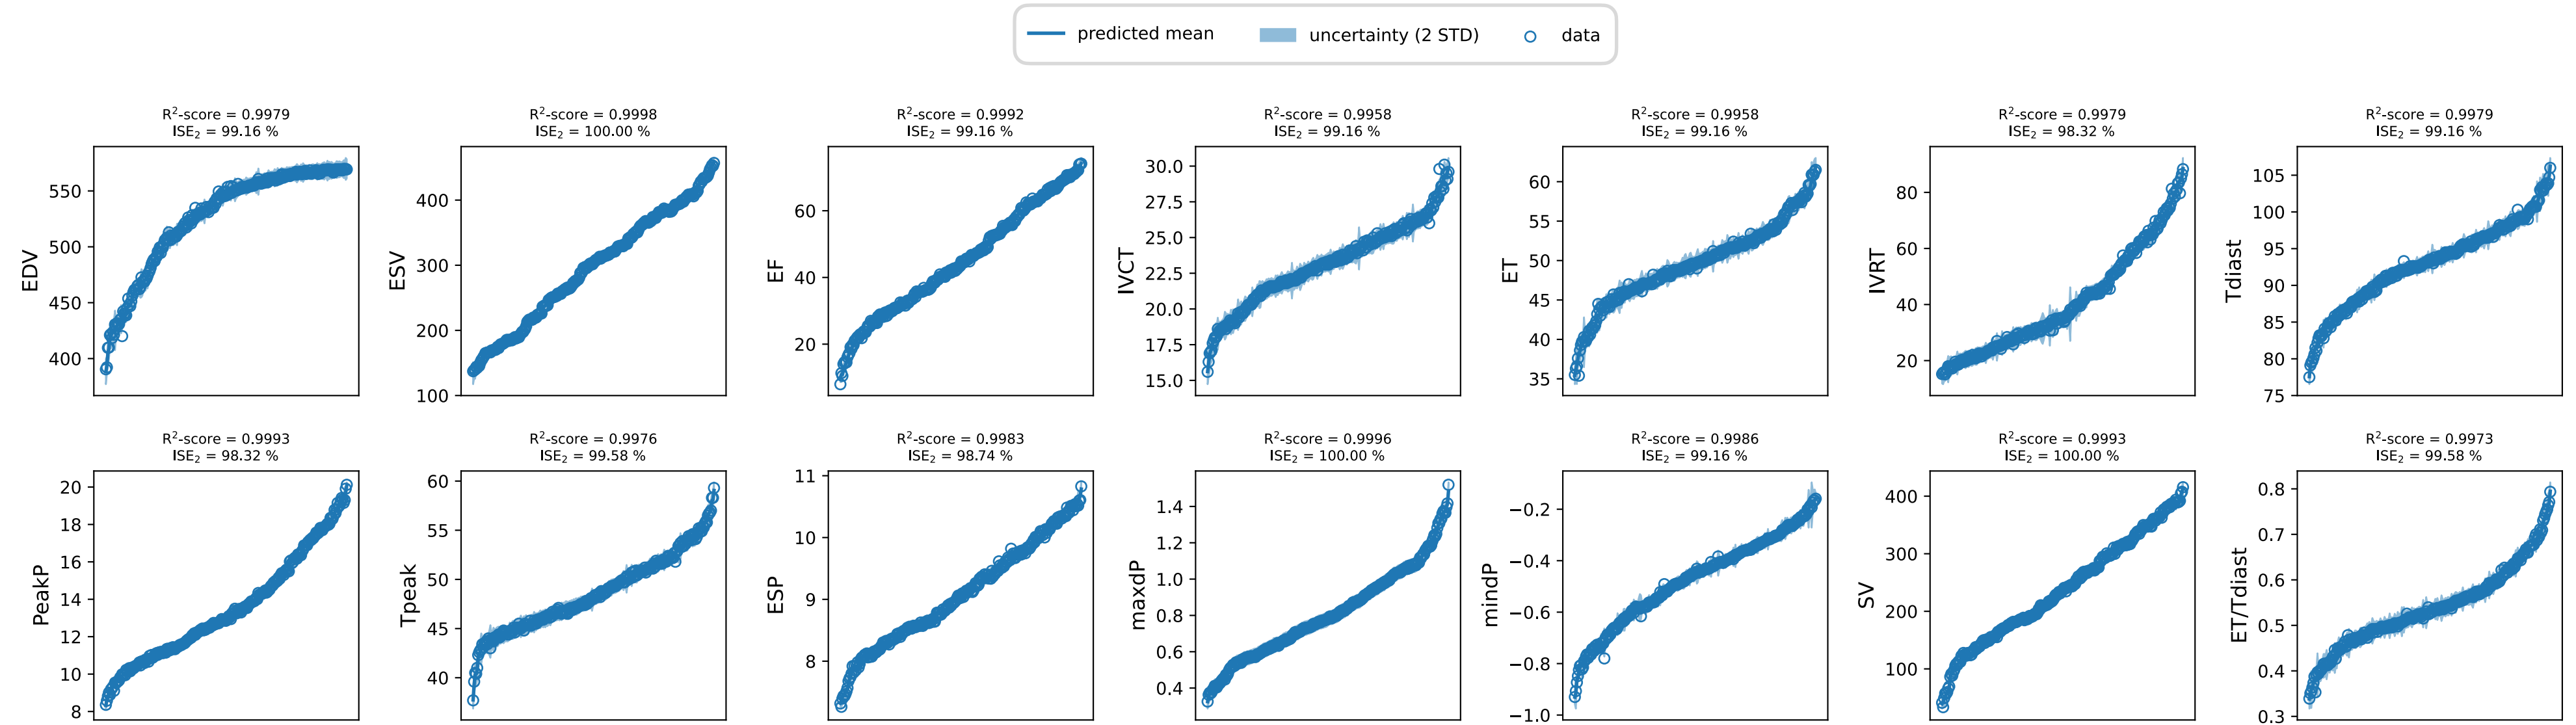 predicted mean uncertainty (2 STD) data
R²-score = 0.9979
ISE₂ = 99.16 %
EDV
550
500
450
400
R²-score = 0.9998
ISE₂ = 100.00 %
ESV
400
300
200
100
R²-score = 0.9992
ISE₂ = 99.16 %
EF
60
40
20
R²-score = 0.9958
ISE₂ = 99.16 %
IVCT
30.0
27.5
25.0
22.5
20.0
17.5
15.0
R²-score = 0.9958
ISE₂ = 99.16 %
ET
60
55
50
45
40
35
R²-score = 0.9979
ISE₂ = 98.32 %
IVRT
80
60
40
20
R²-score = 0.9979
ISE₂ = 99.16 %
Tdiast
105
100
95
90
85
80
75
R²-score = 0.9993
ISE₂ = 98.32 %
PeakP
20
18
16
14
12
10
8
R²-score = 0.9976
ISE₂ = 99.58 %
Tpeak
60
55
50
45
40
R²-score = 0.9983
ISE₂ = 98.74 %
ESP
11
10
9
8
R²-score = 0.9996
ISE₂ = 100.00 %
maxdP
1.4
1.2
1.0
0.8
0.6
0.4
R²-score = 0.9986
ISE₂ = 99.16 %
mindP
−0.2
−0.4
−0.6
−0.8
−1.0
R²-score = 0.9993
ISE₂ = 100.00 %
SV
400
300
200
100
R²-score = 0.9973
ISE₂ = 99.58 %
ET/Tdiast
0.8
0.7
0.6
0.5
0.4
0.3